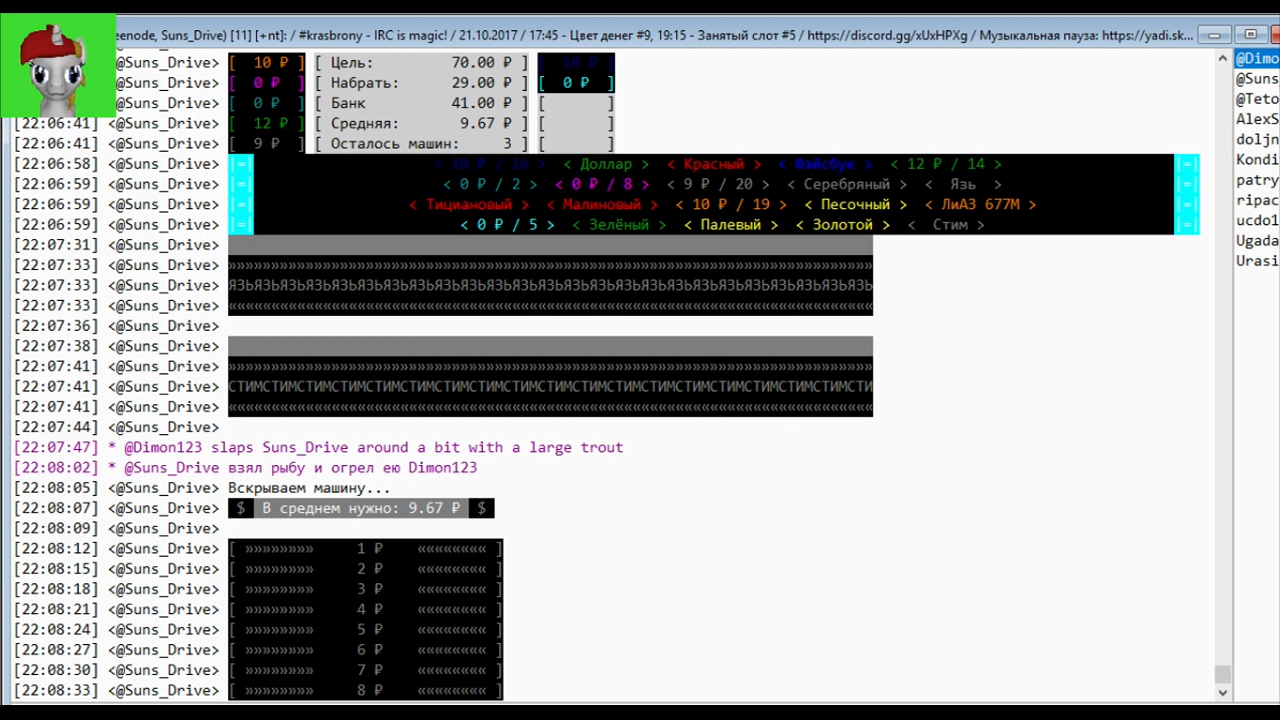 eenode, Suns_Drive) [11] [+nt]: / #krasbrony - IRC is magic! / 21.10.2017 / 17:45 - Цвет денег #9, 19:15 - Занятый слот #5 / https://discord.gg/xUxHPXg / Музыкальная пауза: https://yadi.sk...
<@Suns_Drive> [ 10 ₽ ] [ Цель: 70.00 ₽ ] [ 10 ₽ ] @Dimo
<@Suns_Drive> [ 0 ₽ ] [ Набрать: 29.00 ₽ ] [ 0 ₽ ] @Suns
<@Suns_Drive> [ 0 ₽ ] [ Банк 41.00 ₽ ] [ ] @Teto
[22:06:41] <@Suns_Drive> [ 12 ₽ ] [ Средняя: 9.67 ₽ ] [ ] AlexS
[22:06:41] <@Suns_Drive> [ 9 ₽ ] [ Осталось машин: 3 ] [ ] doljn
[22:06:58] <@Suns_Drive> |=| < 10 ₽ / 16 > < Доллар > < Красный > < Фэйсбук > < 12 ₽ / 14 > |=| Kondi
[22:06:59] <@Suns_Drive> |=| < 0 ₽ / 2 > < 0 ₽ / 8 > < 9 ₽ / 20 > < Серебряный > < Язь > |=| patry
[22:06:59] <@Suns_Drive> |=| < Тициановый > < Малиновый > < 10 ₽ / 19 > < Песочный > < ЛиАЗ 677М > |=| ripac
[22:06:59] <@Suns_Drive> |=| < 0 ₽ / 5 > < Зелёный > < Палевый > < Золотой > < Стим > |=| ucdo1
[22:07:31] <@Suns_Drive> Ugada
[22:07:33] <@Suns_Drive> »»»»»»»»»»»»»»»»»»»»»»»»»»»»»»»»»»»»»»»»»»»»»»»»»»»»»»»»»»»»»»»»»»»»»»»»»»» Urasi
[22:07:33] <@Suns_Drive> ЯЗЬЯЗЬЯЗЬЯЗЬЯЗЬЯЗЬЯЗЬЯЗЬЯЗЬЯЗЬЯЗЬЯЗЬЯЗЬЯЗЬЯЗЬЯЗЬЯЗЬЯЗЬЯЗЬЯЗЬЯЗЬЯЗЬЯЗЬЯЗЬЯЗЬ
[22:07:33] <@Suns_Drive> «««««««««««««««««««««««««««««««««««««««««««««««««««««««««««««««««««««««««««
[22:07:36] <@Suns_Drive>
[22:07:38] <@Suns_Drive>
[22:07:41] <@Suns_Drive> »»»»»»»»»»»»»»»»»»»»»»»»»»»»»»»»»»»»»»»»»»»»»»»»»»»»»»»»»»»»»»»»»»»»»»»»»»»
[22:07:41] <@Suns_Drive> СТИМСТИМСТИМСТИМСТИМСТИМСТИМСТИМСТИМСТИМСТИМСТИМСТИМСТИМСТИМСТИМСТИМСТИМСТИ
[22:07:41] <@Suns_Drive> «««««««««««««««««««««««««««««««««««««««««««««««««««««««««««««««««««««««««««
[22:07:44] <@Suns_Drive>
[22:07:47] * @Dimon123 slaps Suns_Drive around a bit with a large trout
[22:08:02] * @Suns_Drive взял рыбу и огрел ею Dimon123
[22:08:05] <@Suns_Drive> Вскрываем машину...
[22:08:07] <@Suns_Drive> $ В среднем нужно: 9.67 ₽ $
[22:08:09] <@Suns_Drive>
[22:08:12] <@Suns_Drive> [ »»»»»»»» 1 ₽ «««««««« ]
[22:08:15] <@Suns_Drive> [ »»»»»»»» 2 ₽ «««««««« ]
[22:08:18] <@Suns_Drive> [ »»»»»»»» 3 ₽ «««««««« ]
[22:08:21] <@Suns_Drive> [ »»»»»»»» 4 ₽ «««««««« ]
[22:08:24] <@Suns_Drive> [ »»»»»»»» 5 ₽ «««««««« ]
[22:08:27] <@Suns_Drive> [ »»»»»»»» 6 ₽ «««««««« ]
[22:08:30] <@Suns_Drive> [ »»»»»»»» 7 ₽ «««««««« ]
[22:08:33] <@Suns_Drive> [ »»»»»»»» 8 ₽ «««««««« ]